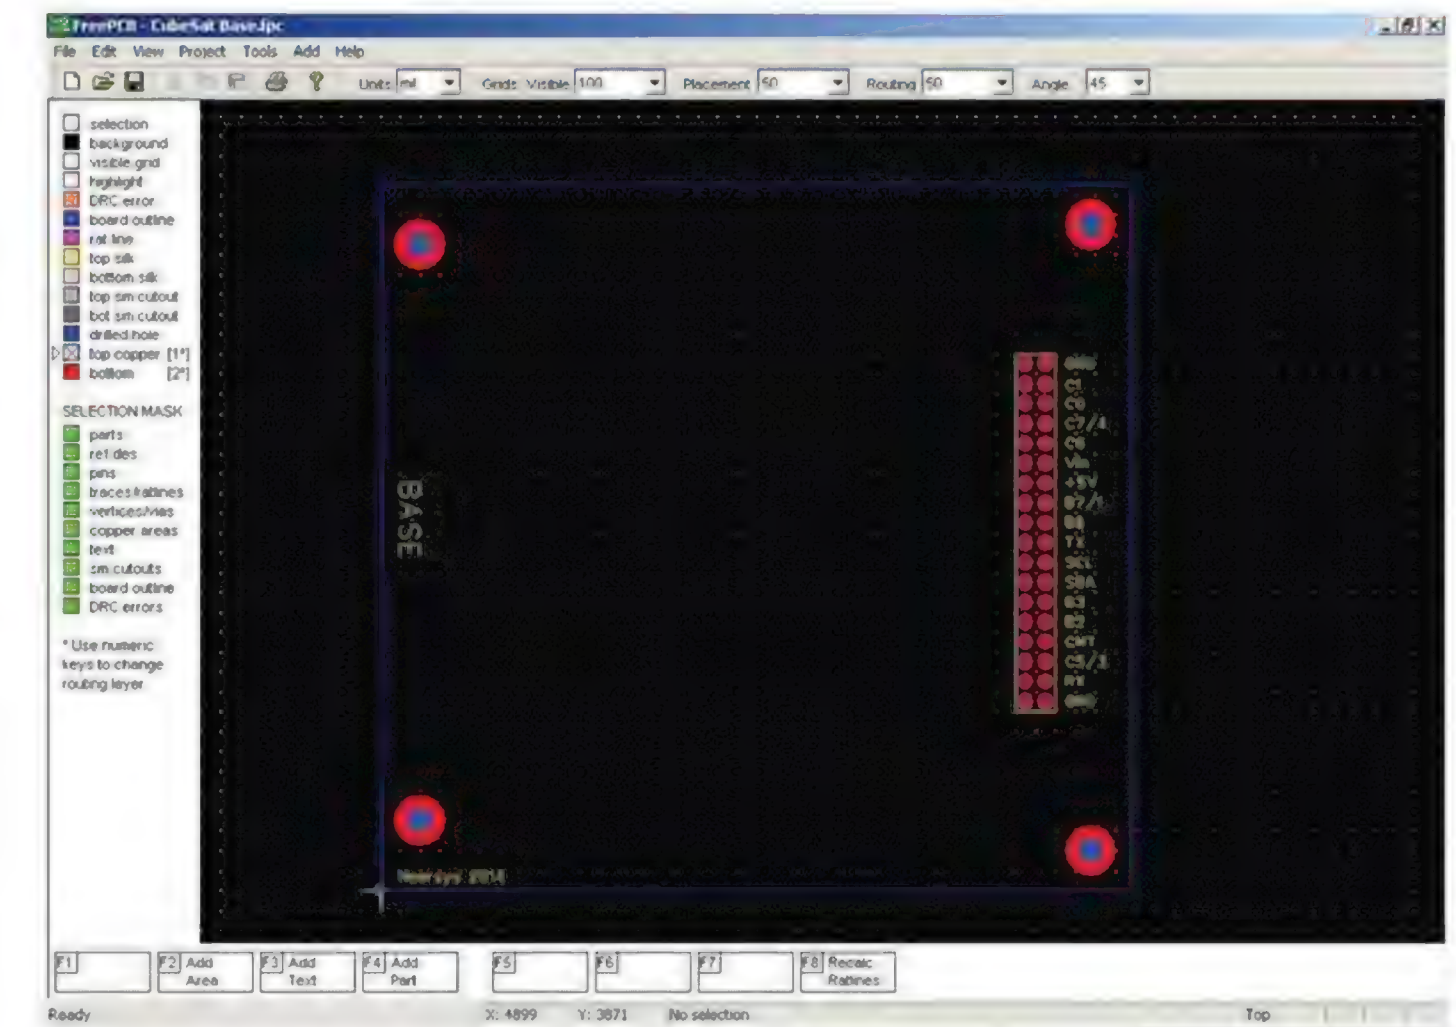 FreePCB - CubeSat Base.fpc
File Edit View Project Tools Add Help
Units mil Grids: Visible 100 Placement 50 Routing 50 Angle 45
selection
background
visible grid
highlight
DRC error
board outline
rat line
top silk
bottom silk
top sm cutout
bot sm cutout
drilled hole
top copper [1*]
bottom [2*]
SELECTION MASK
parts
ref des
pins
traces/ratlines
vertices/vias
copper areas
text
sm cutouts
board outline
DRC errors
* Use numeric
keys to change
routing layer
BASE
+5V
SCL
SDA
F1
F2 Add Area
F3 Add Text
F4 Add Part
F5
F6
F7
F8 Recalc Ratlines
Ready X: 4899 Y: 3871 No selection Top